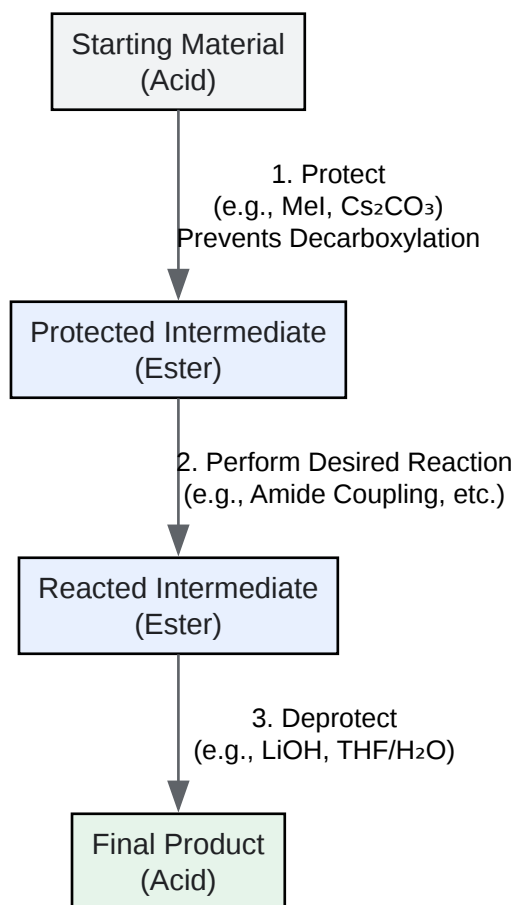 Starting Material
(Acid)
1. Protect
(e.g., MeI, Cs₂CO₃)
Prevents Decarboxylation
Protected Intermediate
(Ester)
2. Perform Desired Reaction
(e.g., Amide Coupling, etc.)
Reacted Intermediate
(Ester)
3. Deprotect
(e.g., LiOH, THF/H₂O)
Final Product
(Acid)